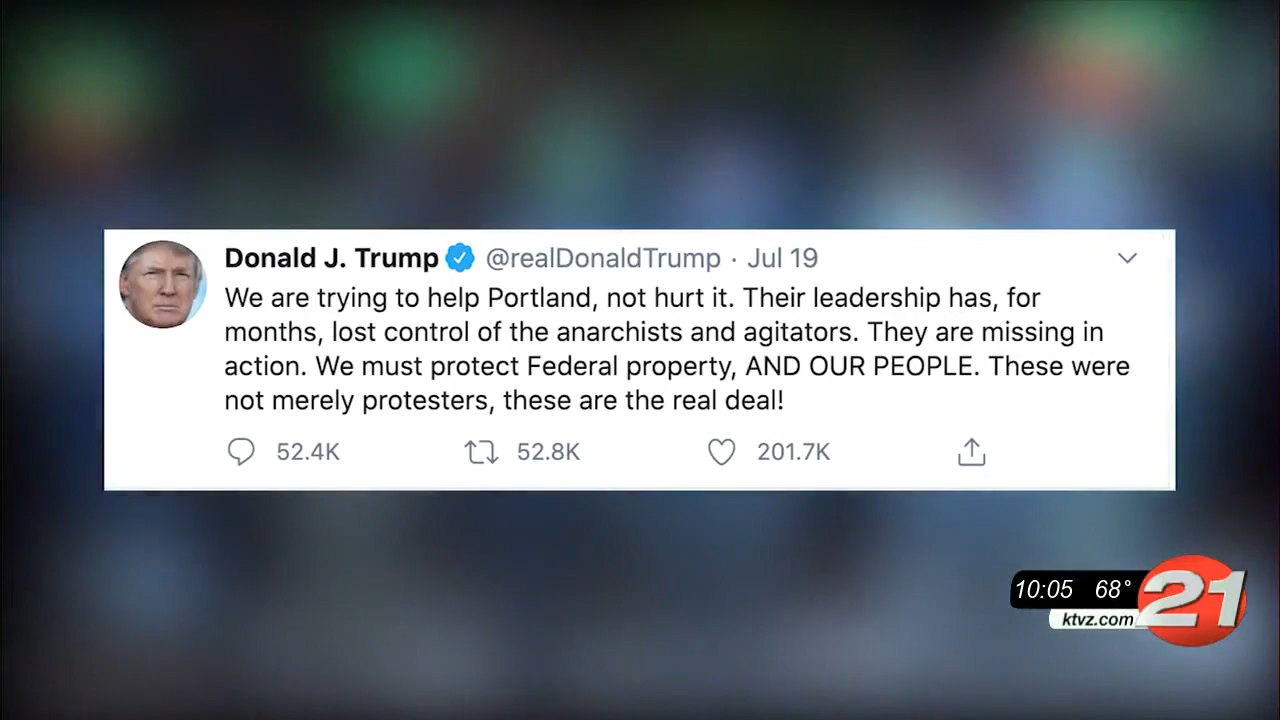 Donald J. Trump @realDonaldTrump · Jul 19
We are trying to help Portland, not hurt it. Their leadership has, for
months, lost control of the anarchists and agitators. They are missing in
action. We must protect Federal property, AND OUR PEOPLE. These were
not merely protesters, these are the real deal!
52.4K 52.8K 201.7K
10:05 68° 21
ktvz.com